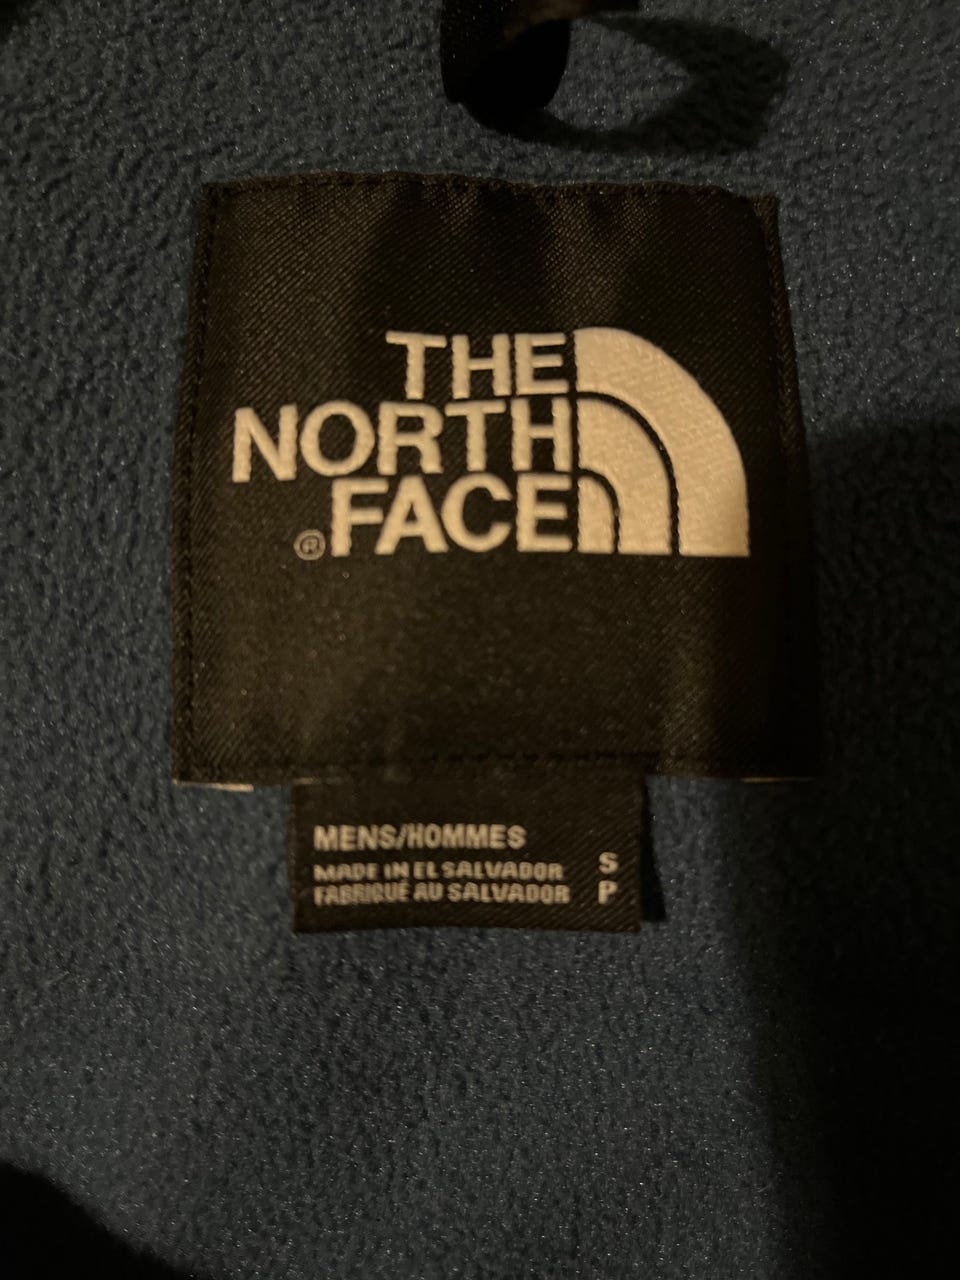 THE
NORTH
® FACE
MENS/HOMMES
MADE IN EL SALVADOR S
FABRIQUÉ AU SALVADOR P